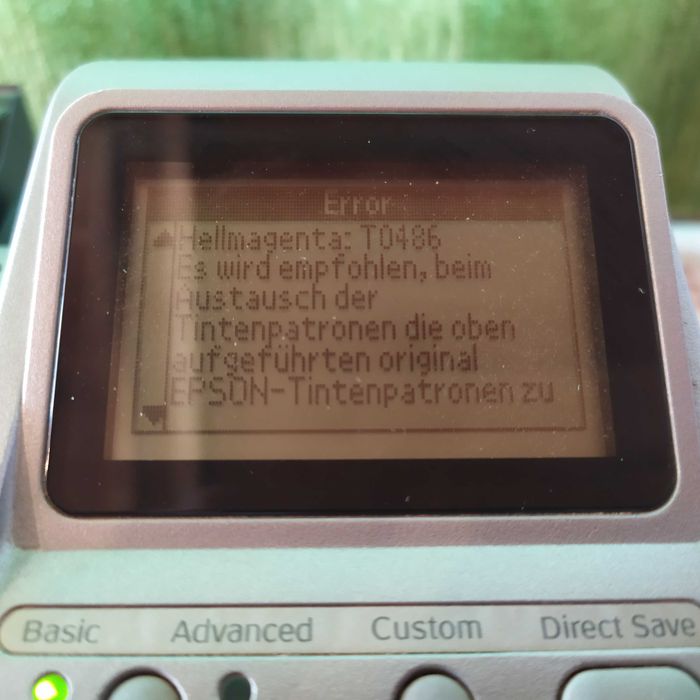 Error
Hellmagenta: T0486
Es wird empfohlen, beim
Austausch der
Tintenpatronen die oben
aufgeführten original
EPSON-Tintenpatronen zu
Basic Advanced Custom Direct Save